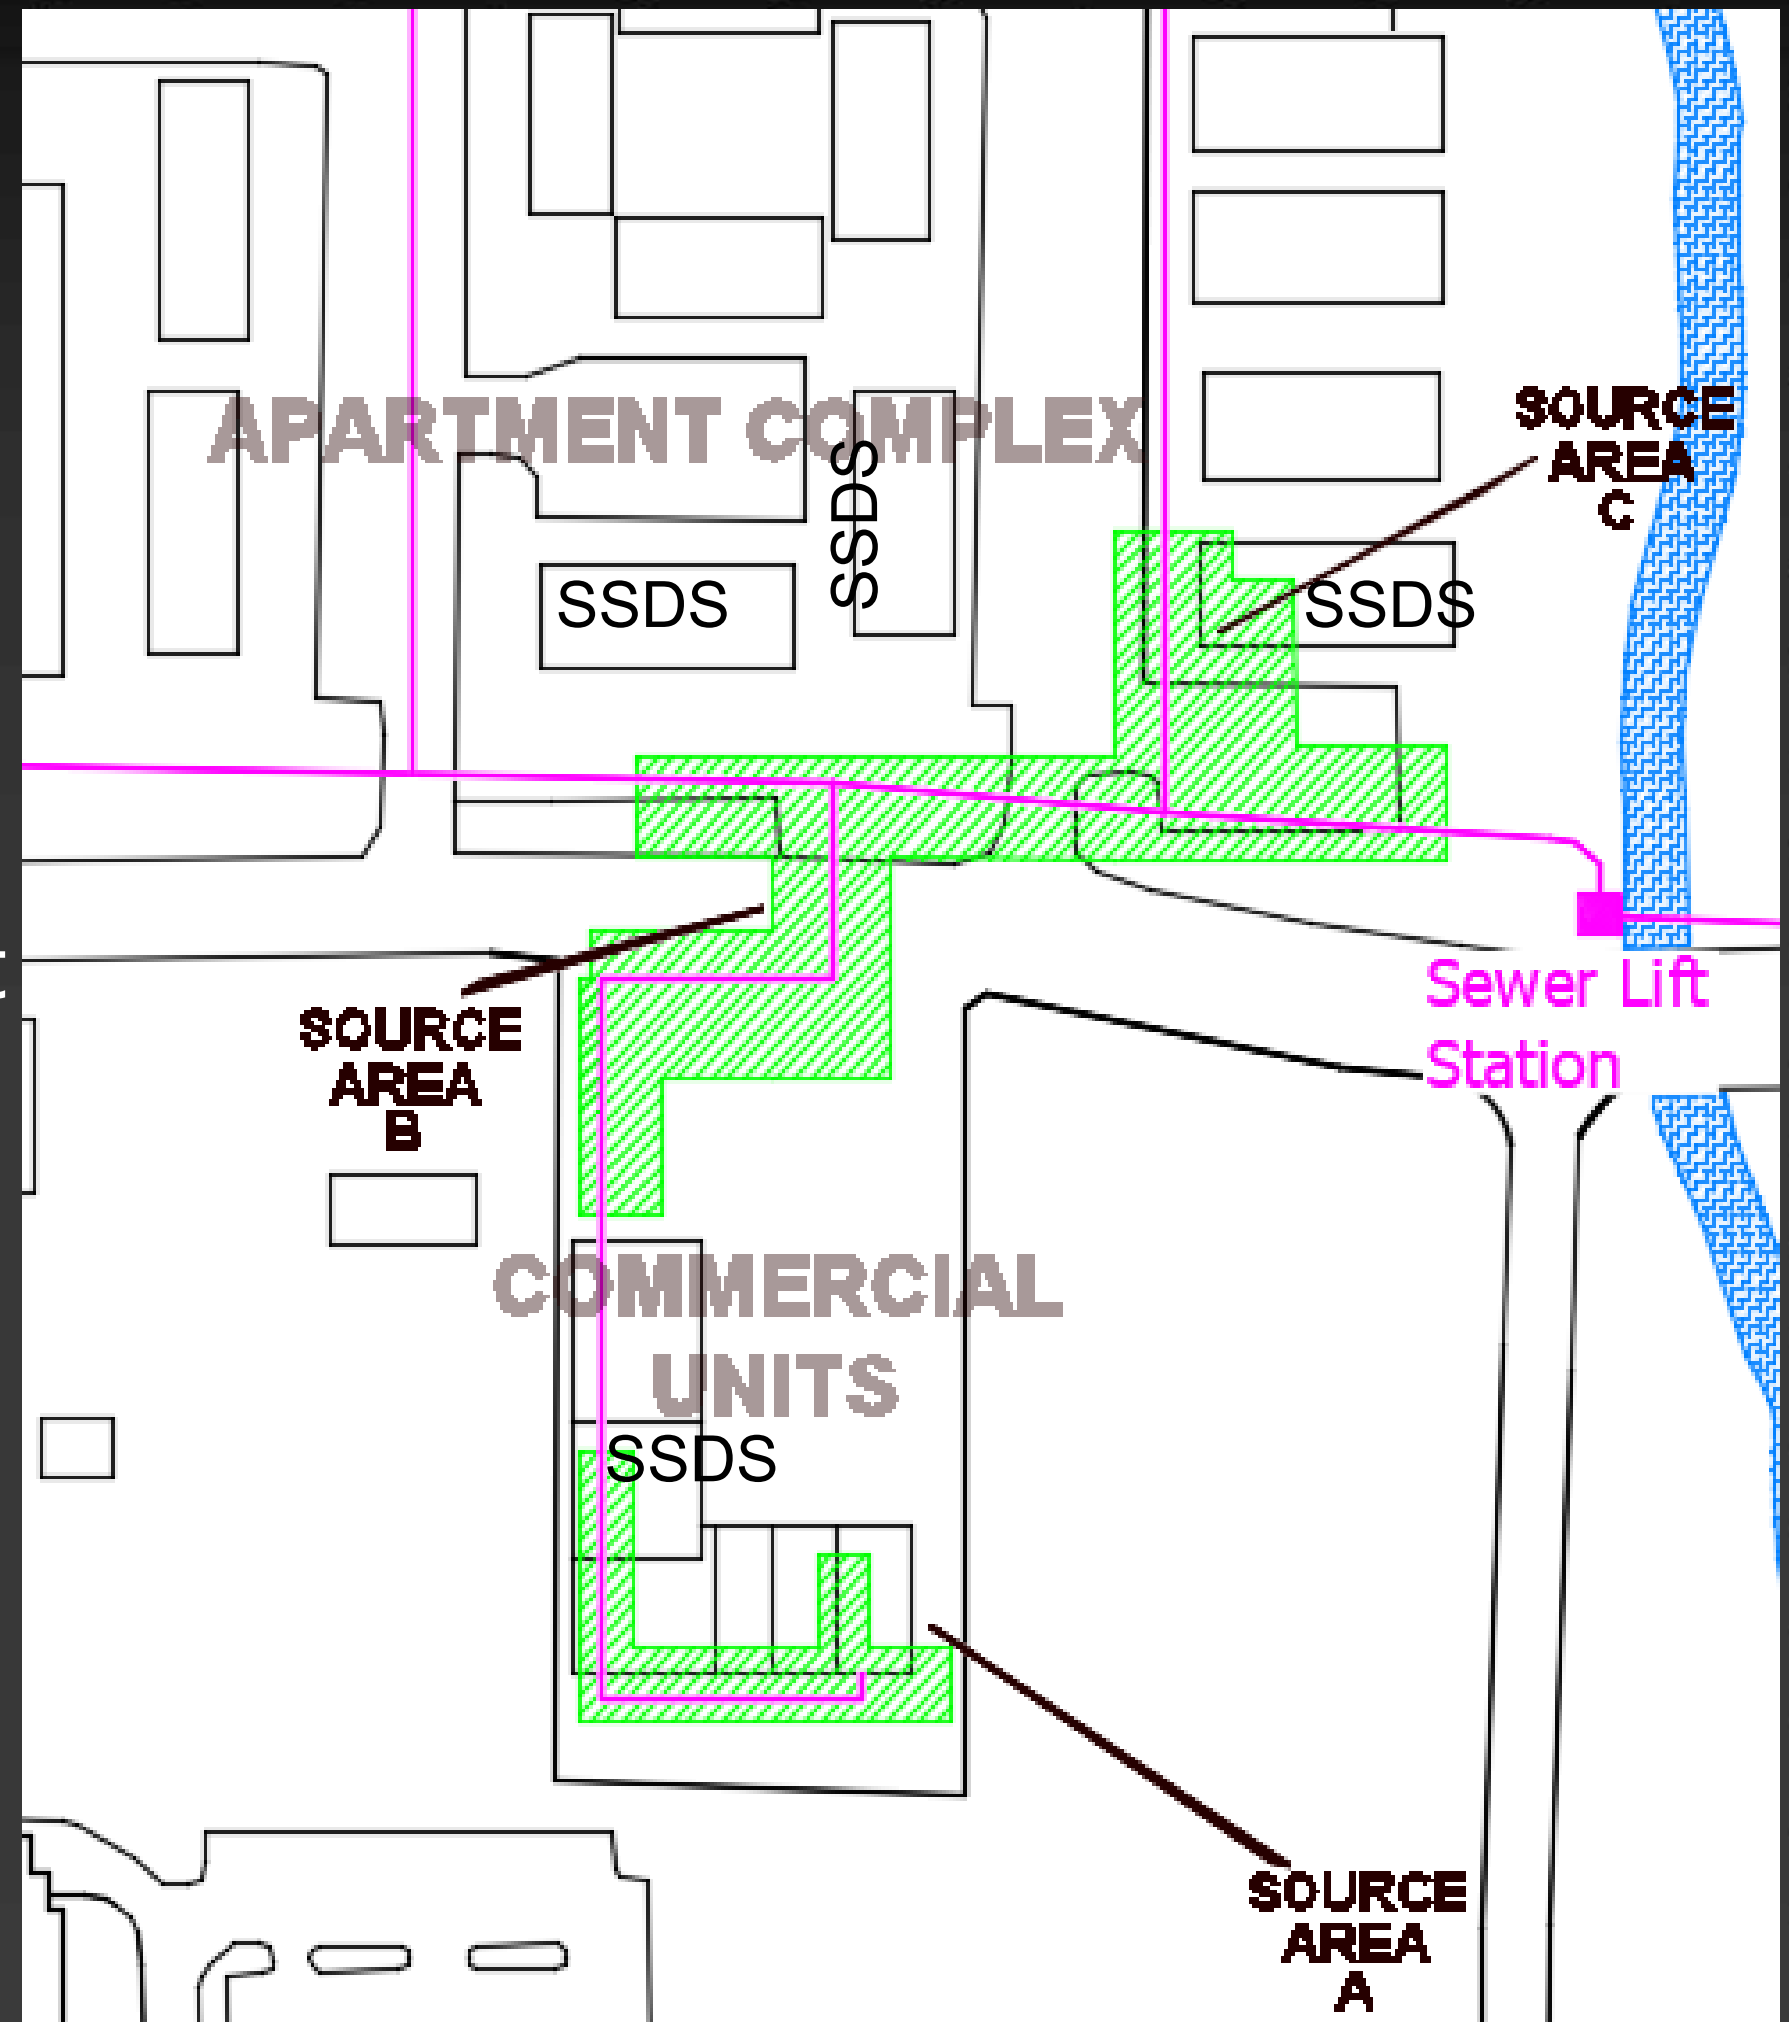 APARTMENT COMPLEX
SOURCE
AREA
C
SSDS
SSDS
SSDS
SOURCE
AREA
B
Sewer Lift
Station
COMMERCIAL
UNITS
SSDS
SOURCE
AREA
A